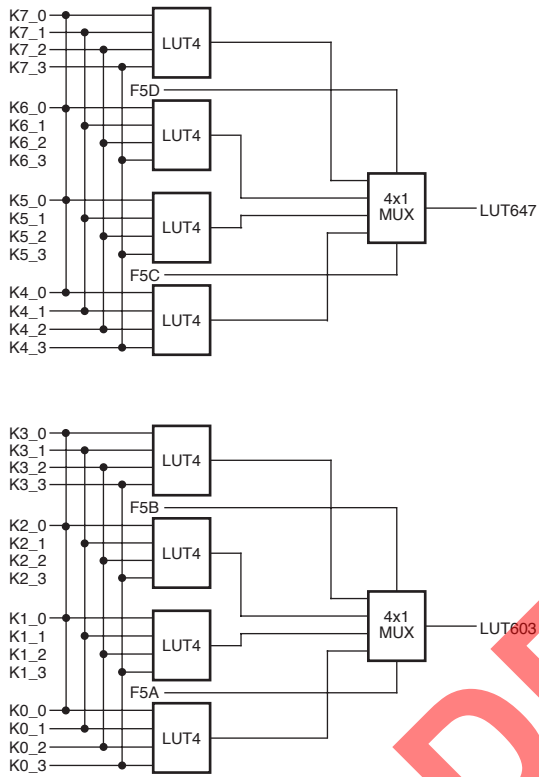 K7_0
K7_1
K7_2
K7_3
LUT4
F5D
K6_0
K6_1
K6_2
K6_3
LUT4
4x1
MUX
LUT647
K5_0
K5_1
K5_2
K5_3
LUT4
F5C
K4_0
K4_1
K4_2
K4_3
LUT4
K3_0
K3_1
K3_2
K3_3
LUT4
F5B
K2_0
K2_1
K2_2
K2_3
LUT4
4x1
MUX
LUT603
K1_0
K1_1
K1_2
K1_3
LUT4
F5A
K0_0
K0_1
K0_2
K0_3
LUT4